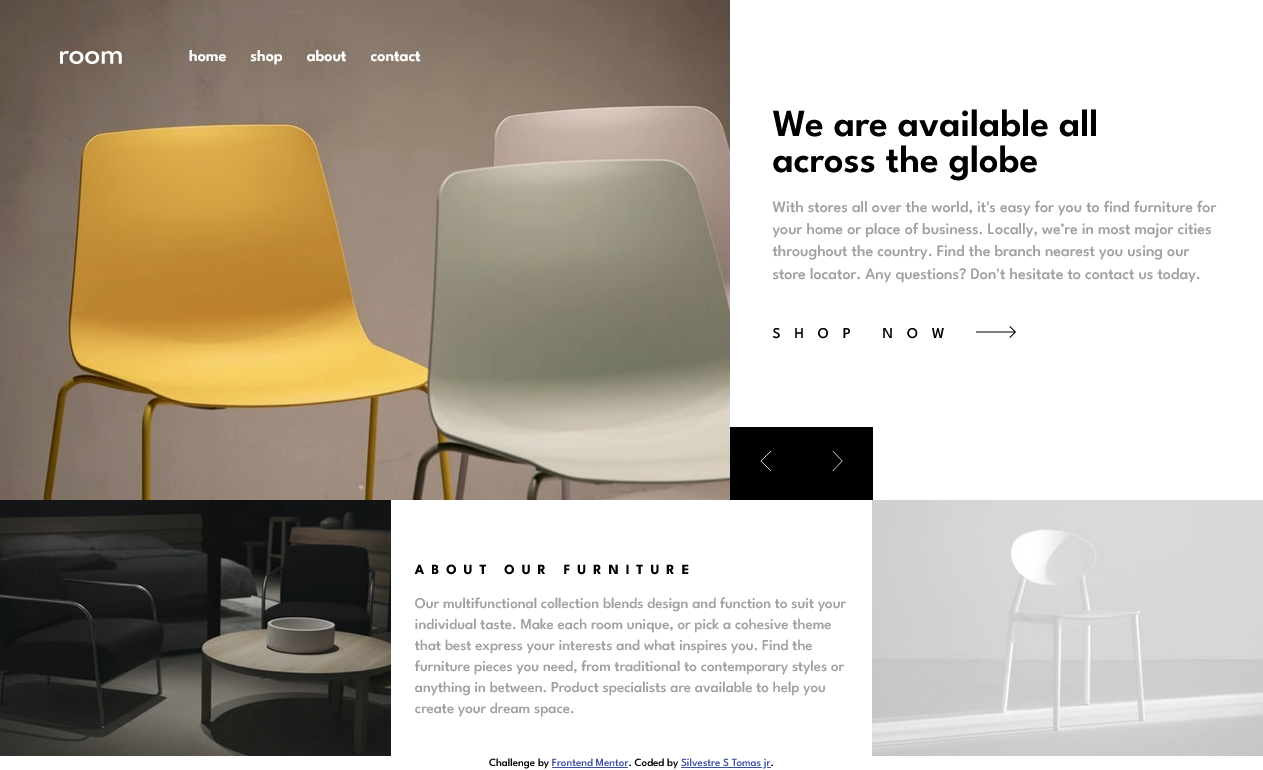 room
home shop about contact
We are available all
across the globe
With stores all over the world, it's easy for you to find furniture for
your home or place of business. Locally, we’re in most major cities
throughout the country. Find the branch nearest you using our
store locator. Any questions? Don't hesitate to contact us today.
SHOP NOW
ABOUT OUR FURNITURE
Our multifunctional collection blends design and function to suit your
individual taste. Make each room unique, or pick a cohesive theme
that best express your interests and what inspires you. Find the
furniture pieces you need, from traditional to contemporary styles or
anything in between. Product specialists are available to help you
create your dream space.
Challenge by Frontend Mentor. Coded by Silvestre S Tomas jr.